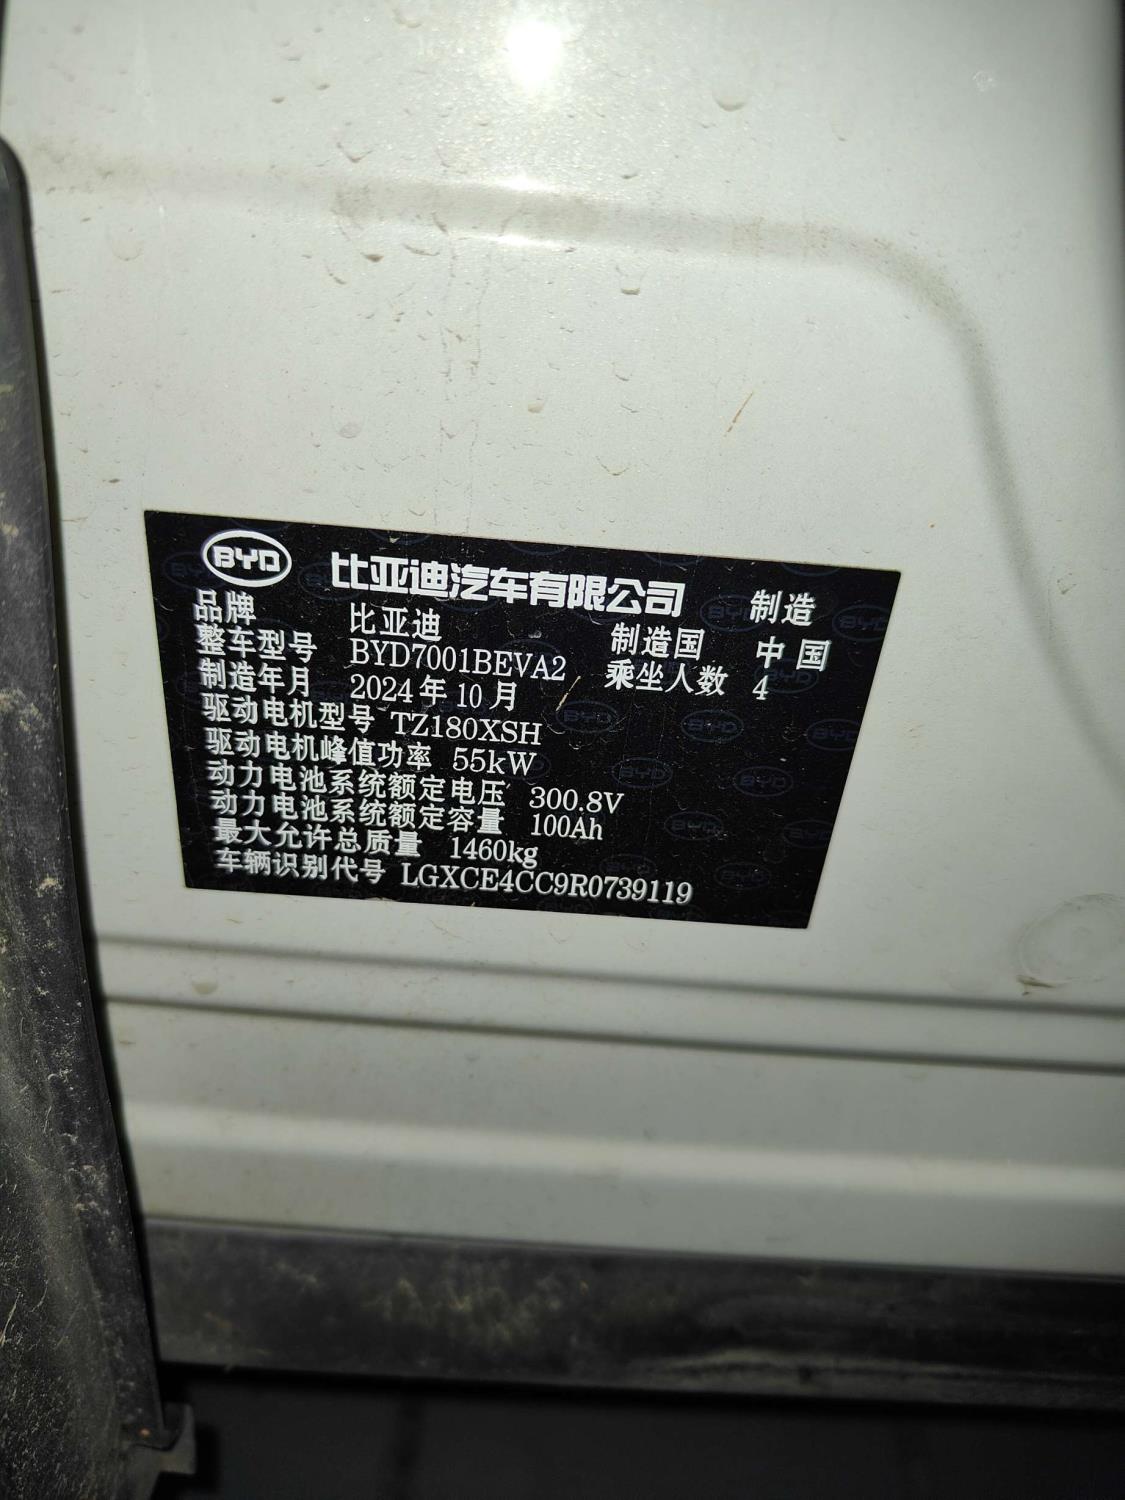 BYD 比亚迪汽车有限公司 制造
品牌 比亚迪 制造国 中国
整车型号 BYD7001BEVA2 乘坐人数 4
制造年月 2024年10月
驱动电机型号 TZ180XSH
驱动电机峰值功率 55kW
动力电池系统额定电压 300.8V
动力电池系统额定容量 100Ah
最大允许总质量 1460kg
车辆识别代号 LGXCE4CC9R0739119